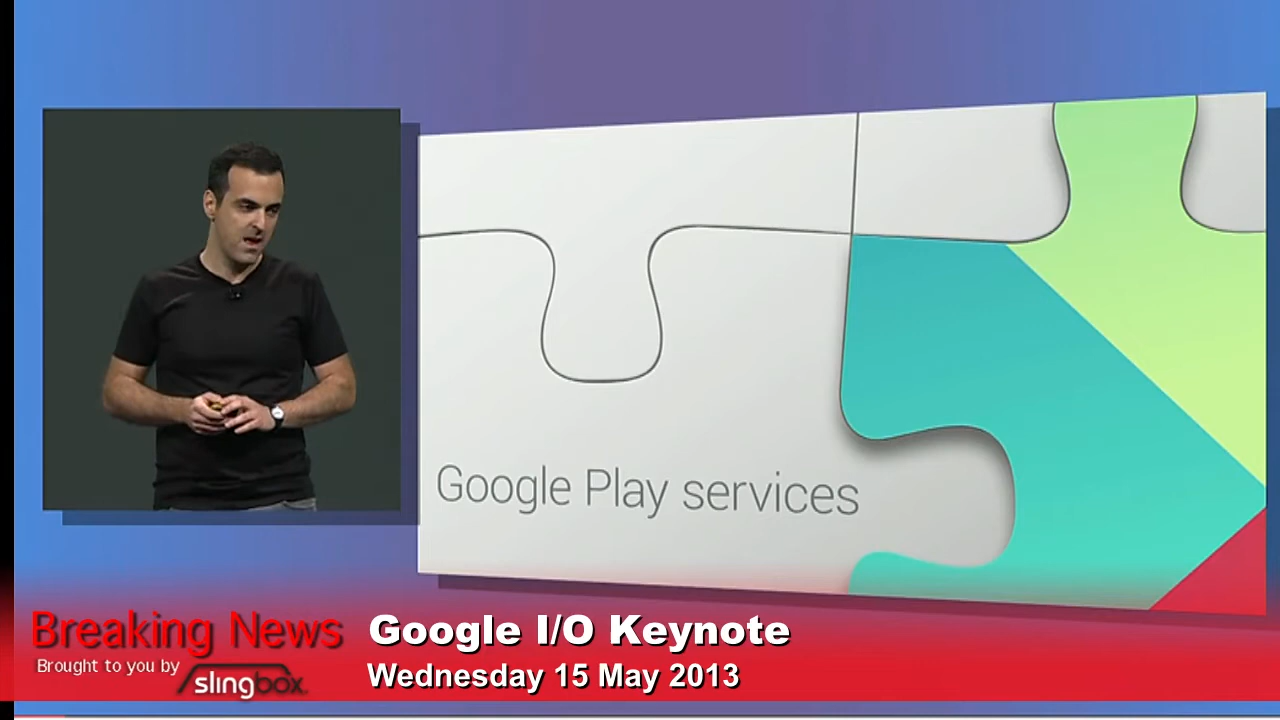 Google Play services
Breaking News
Brought to you by
slingbox
Google I/O Keynote
Wednesday 15 May 2013